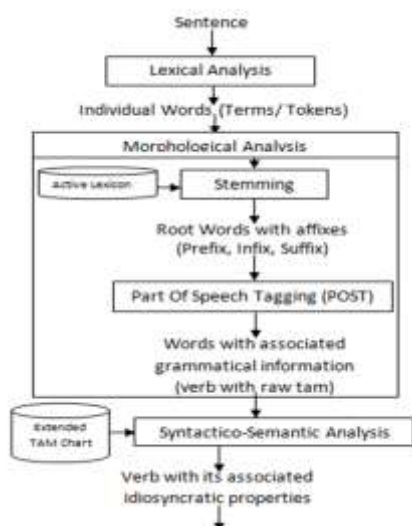 Sentence
Lexical Analysis
Individual Words (Terms/ Tokens)
Morphological Analysis
Active Lexicon
Stemming
Root Words with affixes
(Prefix, Infix, Suffix)
Part Of Speech Tagging (POST)
Words with associated
grammatical information
(verb with raw tam)
Extended
TAM Chart
Syntactico-Semantic Analysis
Verb with its associated
Idiosyncratic properties